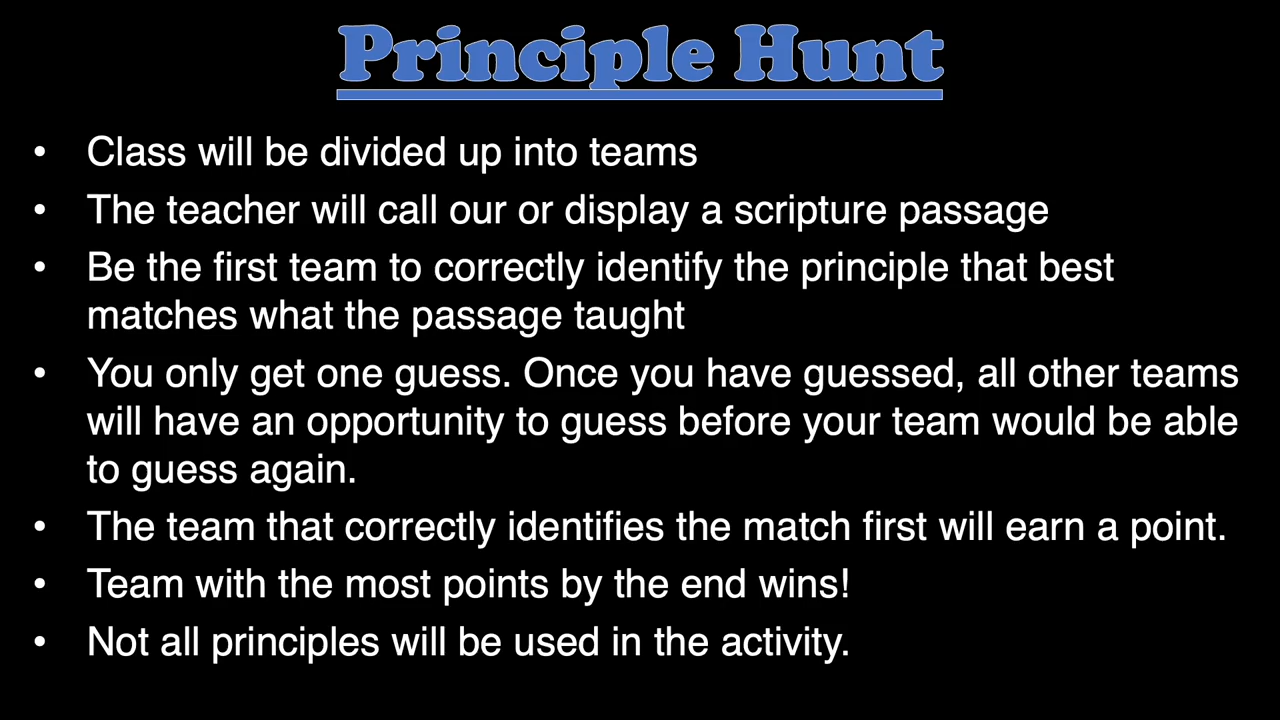 Principle Hunt
• Class will be divided up into teams
• The teacher will call our or display a scripture passage
• Be the first team to correctly identify the principle that best
matches what the passage taught
• You only get one guess. Once you have guessed, all other teams
will have an opportunity to guess before your team would be able
to guess again.
• The team that correctly identifies the match first will earn a point.
• Team with the most points by the end wins!
• Not all principles will be used in the activity.